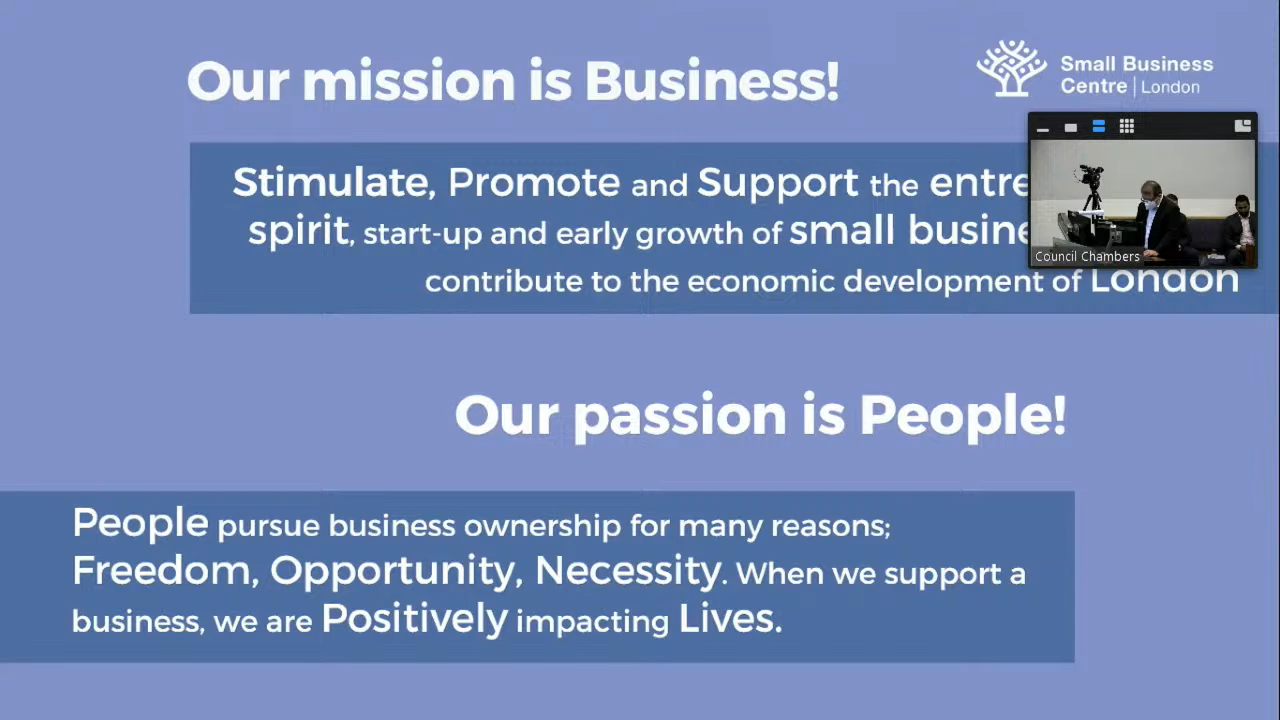 Our mission is Business!
Small Business
Centre | London
Stimulate, Promote and Support the entre
spirit, start-up and early growth of small busine
contribute to the economic development of London
Council Chambers
Our passion is People!
People pursue business ownership for many reasons;
Freedom, Opportunity, Necessity. When we support a
business, we are Positively impacting Lives.